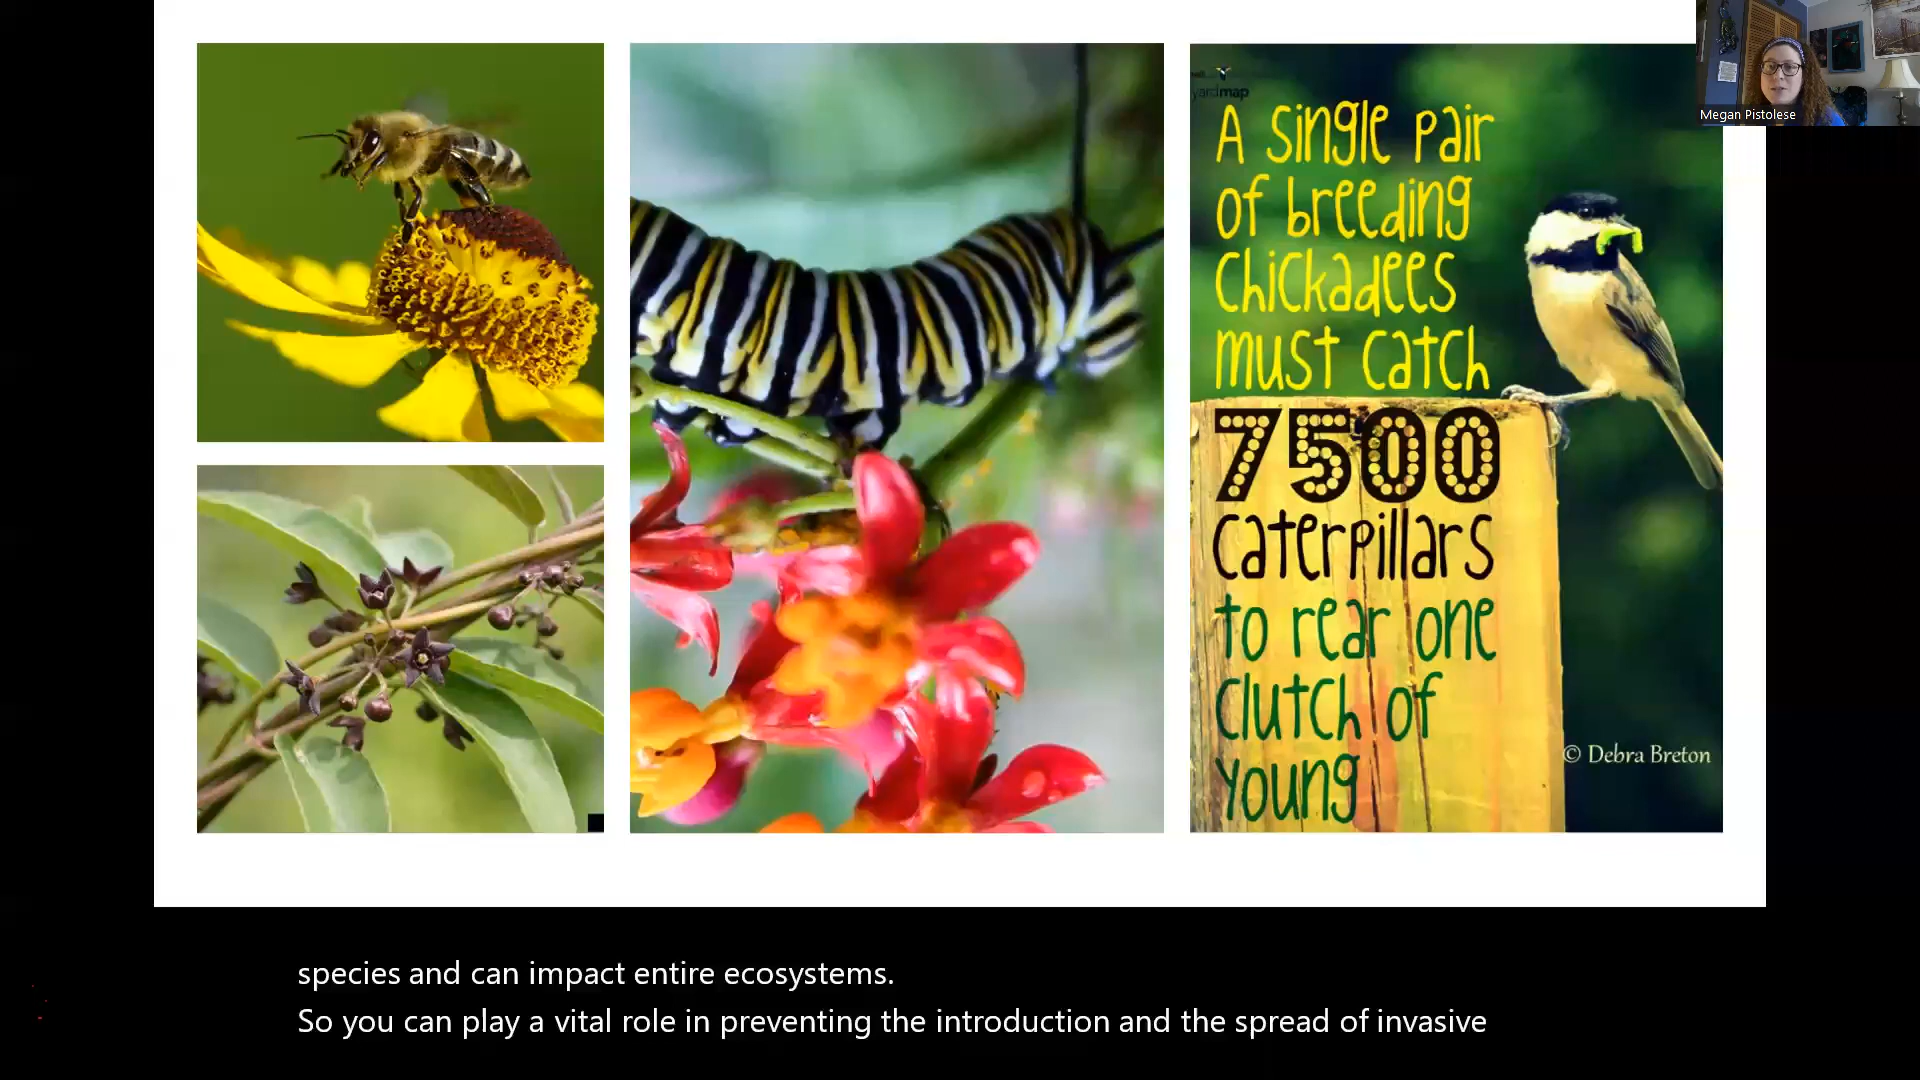 Megan Pistolese
yardmap
A single pair
of breeding
chickadees
must catch
7500
caterpillars
to rear one
clutch of
young
© Debra Breton
species and can impact entire ecosystems.
So you can play a vital role in preventing the introduction and the spread of invasive